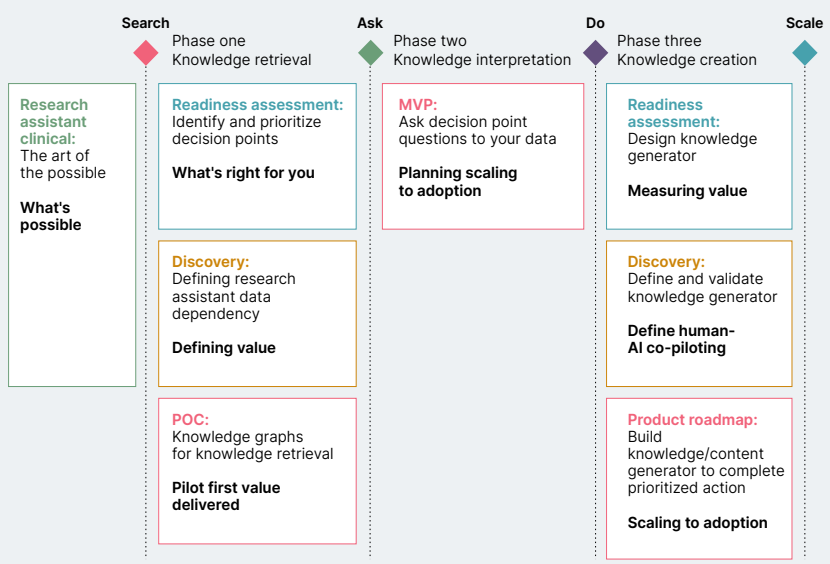 Search
Ask
Do
Scale
Phase one
Knowledge retrieval
Phase two
Knowledge interpretation
Phase three
Knowledge creation
Research
assistant
clinical:
The art of
the possible
What's
possible
Readiness assessment:
Identify and prioritize
decision points
What's right for you
Discovery:
Defining research
assistant data
dependency
Defining value
POC:
Knowledge graphs
for knowledge retrieval
Pilot first value
delivered
MVP:
Ask decision point
questions to your data
Planning scaling
to adoption
Readiness
assessment:
Design knowledge
generator
Measuring value
Discovery:
Define and validate
knowledge generator
Define human-
AI co-piloting
Product roadmap:
Build
knowledge/content
generator to complete
prioritized action
Scaling to adoption